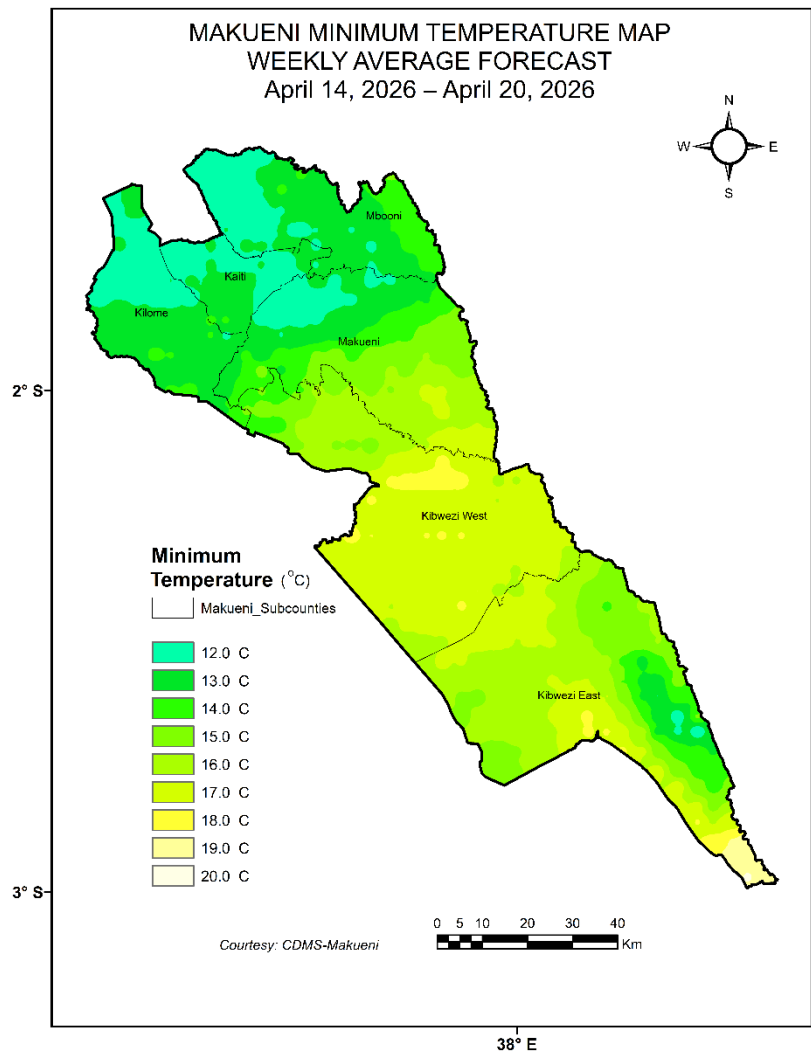 MAKUENI MINIMUM TEMPERATURE MAP
WEEKLY AVERAGE FORECAST
April 14, 2026 – April 20, 2026
N
W
E
S
Mbooni
Kaiti
Kilome
Makueni
2° S
Kibwezi West
Minimum
Temperature (°C)
Makueni_Subcounties
12.0 C
13.0 C
14.0 C
15.0 C
16.0 C
17.0 C
18.0 C
19.0 C
20.0 C
Kibwezi East
3° S
0 5 10 20 30 40
Km
Courtesy: CDMS-Makueni
38° E